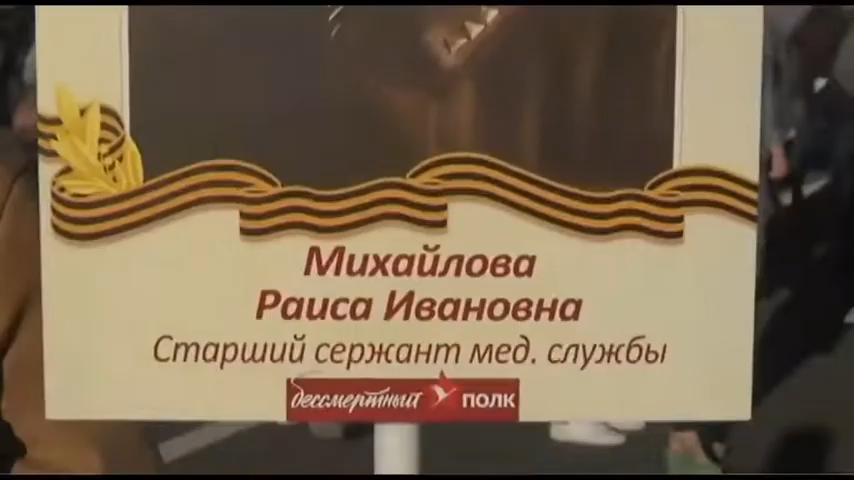 Михайлова
Раиса Ивановна
Старший сержант мед. службы
бессмертный полк